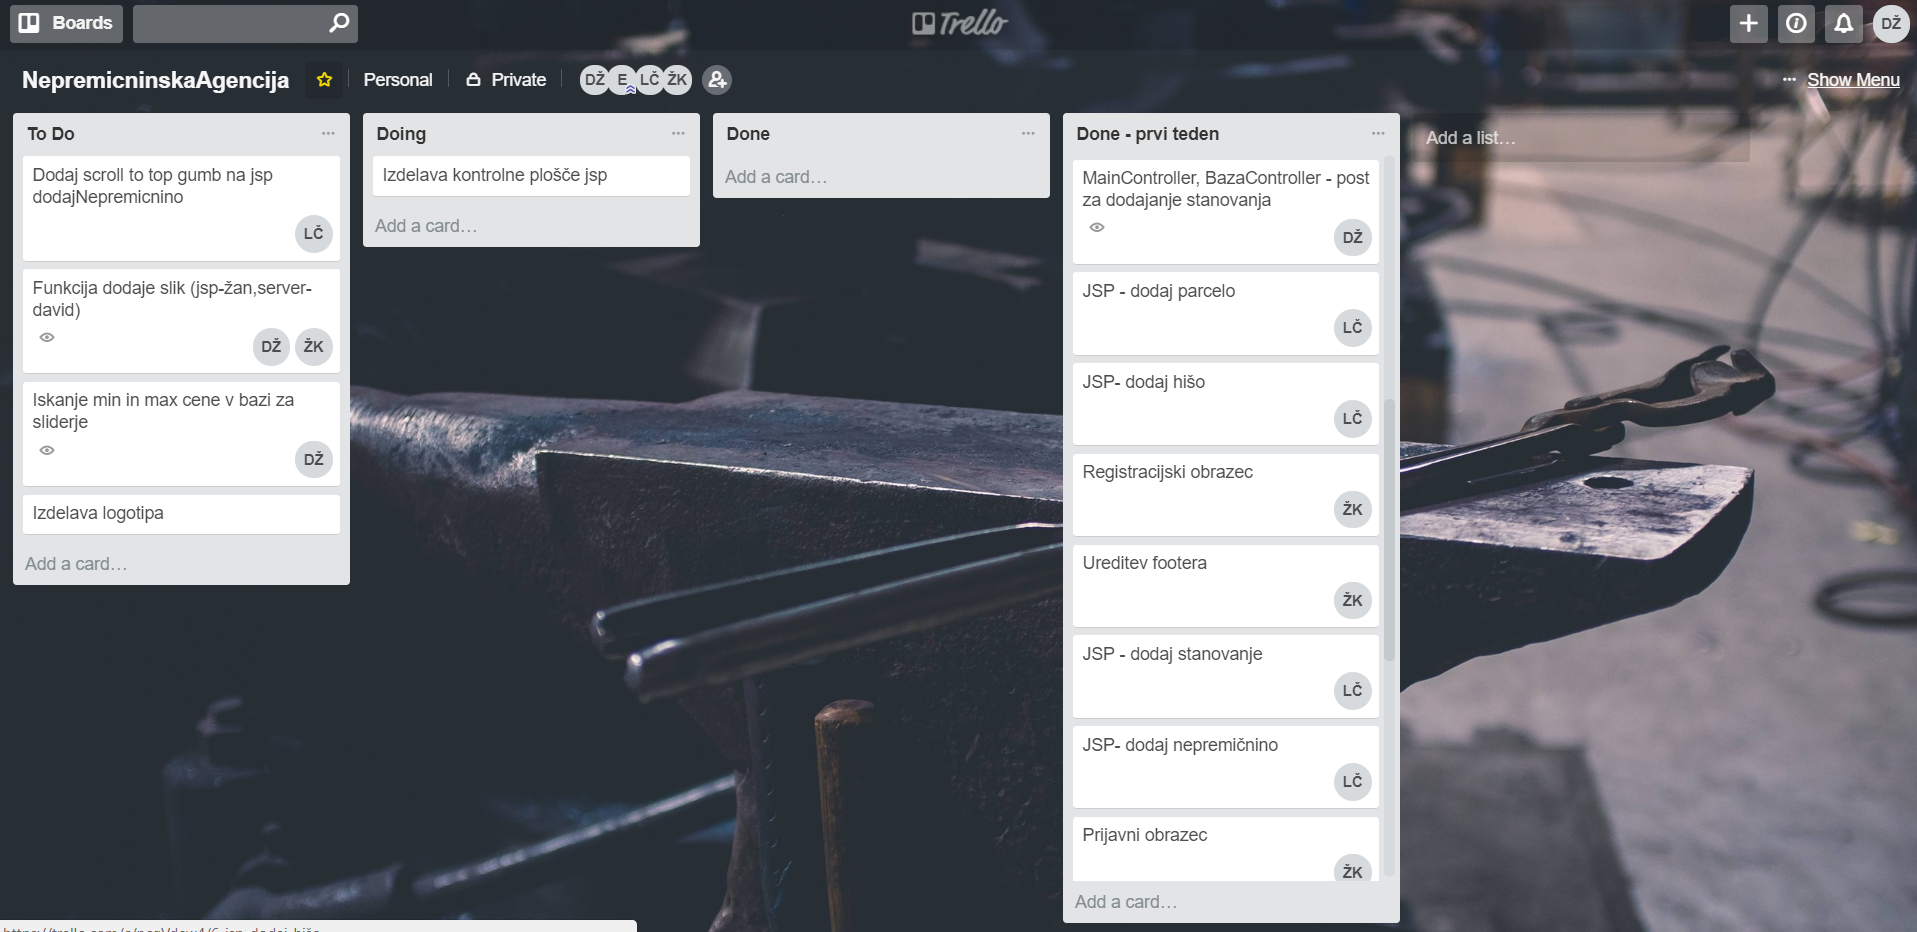 Boards
Trello
DŽ
NepremicninskaAgencija
Personal
Private
DŽ E LČ ŽK
Show Menu
To Do
Dodaj scroll to top gumb na jsp
dodajNepremicnino
LČ
Funkcija dodaje slik (jsp-žan,server-
david)
DŽ ŽK
Iskanje min in max cene v bazi za
sliderje
DŽ
Izdelava logotipa
Add a card…
Doing
Izdelava kontrolne plošče jsp
Add a card…
Done
Add a card…
Done - prvi teden
MainController, BazaController - post
za dodajanje stanovanja
DŽ
JSP - dodaj parcelo
LČ
JSP- dodaj hišo
LČ
Registracijski obrazec
ŽK
Ureditev footera
ŽK
JSP - dodaj stanovanje
LČ
JSP- dodaj nepremičnino
LČ
Prijavni obrazec
ŽK
Add a card…
Add a list…